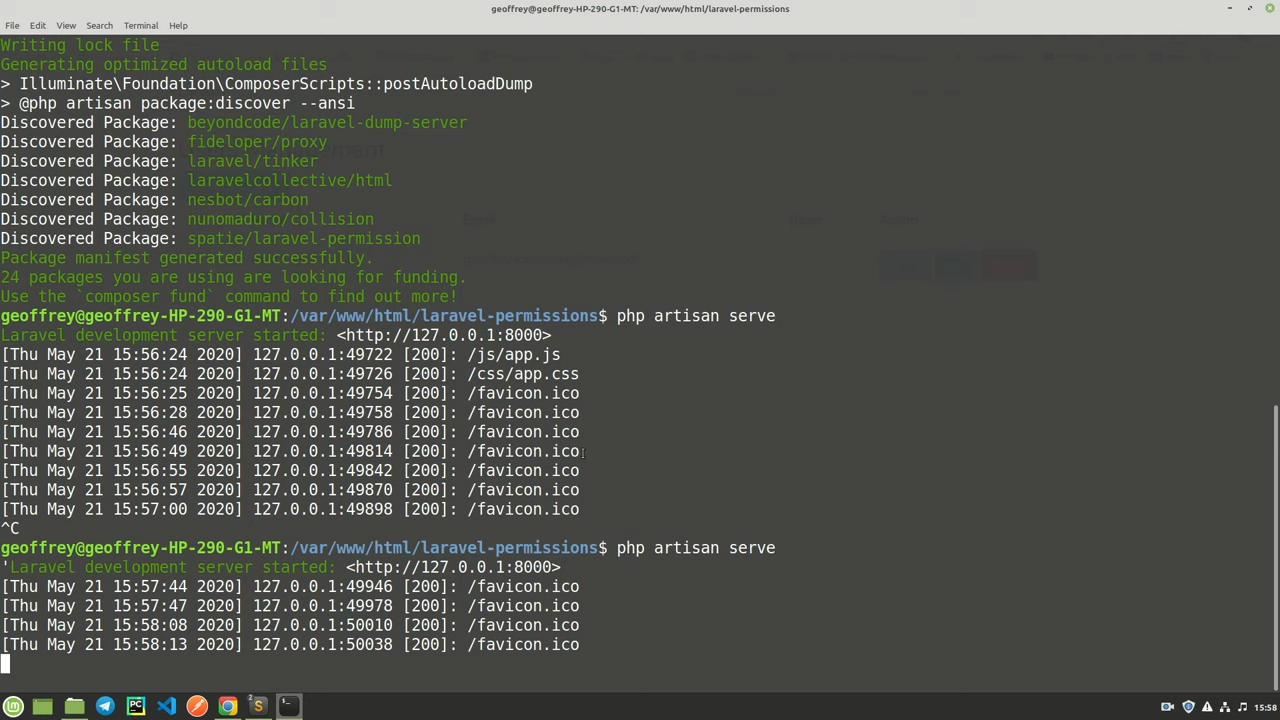 geoffrey@geoffrey-HP-290-G1-MT: /var/www/html/laravel-permissions
File Edit View Search Terminal Help
Writing lock file
Generating optimized autoload files
> Illuminate\Foundation\ComposerScripts::postAutoloadDump
> @php artisan package:discover --ansi
Discovered Package: beyondcode/laravel-dump-server
Discovered Package: fideloper/proxy
Discovered Package: laravel/tinker
Discovered Package: laravelcollective/html
Discovered Package: nesbot/carbon
Discovered Package: nunomaduro/collision
Discovered Package: spatie/laravel-permission
Package manifest generated successfully.
24 packages you are using are looking for funding.
Use the `composer fund` command to find out more!
geoffrey@geoffrey-HP-290-G1-MT:/var/www/html/laravel-permissions$ php artisan serve
Laravel development server started: <http://127.0.0.1:8000>
[Thu May 21 15:56:24 2020] 127.0.0.1:49722 [200]: /js/app.js
[Thu May 21 15:56:24 2020] 127.0.0.1:49726 [200]: /css/app.css
[Thu May 21 15:56:25 2020] 127.0.0.1:49754 [200]: /favicon.ico
[Thu May 21 15:56:28 2020] 127.0.0.1:49758 [200]: /favicon.ico
[Thu May 21 15:56:46 2020] 127.0.0.1:49786 [200]: /favicon.ico
[Thu May 21 15:56:49 2020] 127.0.0.1:49814 [200]: /favicon.ico
[Thu May 21 15:56:55 2020] 127.0.0.1:49842 [200]: /favicon.ico
[Thu May 21 15:56:57 2020] 127.0.0.1:49870 [200]: /favicon.ico
[Thu May 21 15:57:00 2020] 127.0.0.1:49898 [200]: /favicon.ico
^C
geoffrey@geoffrey-HP-290-G1-MT:/var/www/html/laravel-permissions$ php artisan serve
'Laravel development server started: <http://127.0.0.1:8000>
[Thu May 21 15:57:44 2020] 127.0.0.1:49946 [200]: /favicon.ico
[Thu May 21 15:57:47 2020] 127.0.0.1:49978 [200]: /favicon.ico
[Thu May 21 15:58:08 2020] 127.0.0.1:50010 [200]: /favicon.ico
[Thu May 21 15:58:13 2020] 127.0.0.1:50038 [200]: /favicon.ico
15:58